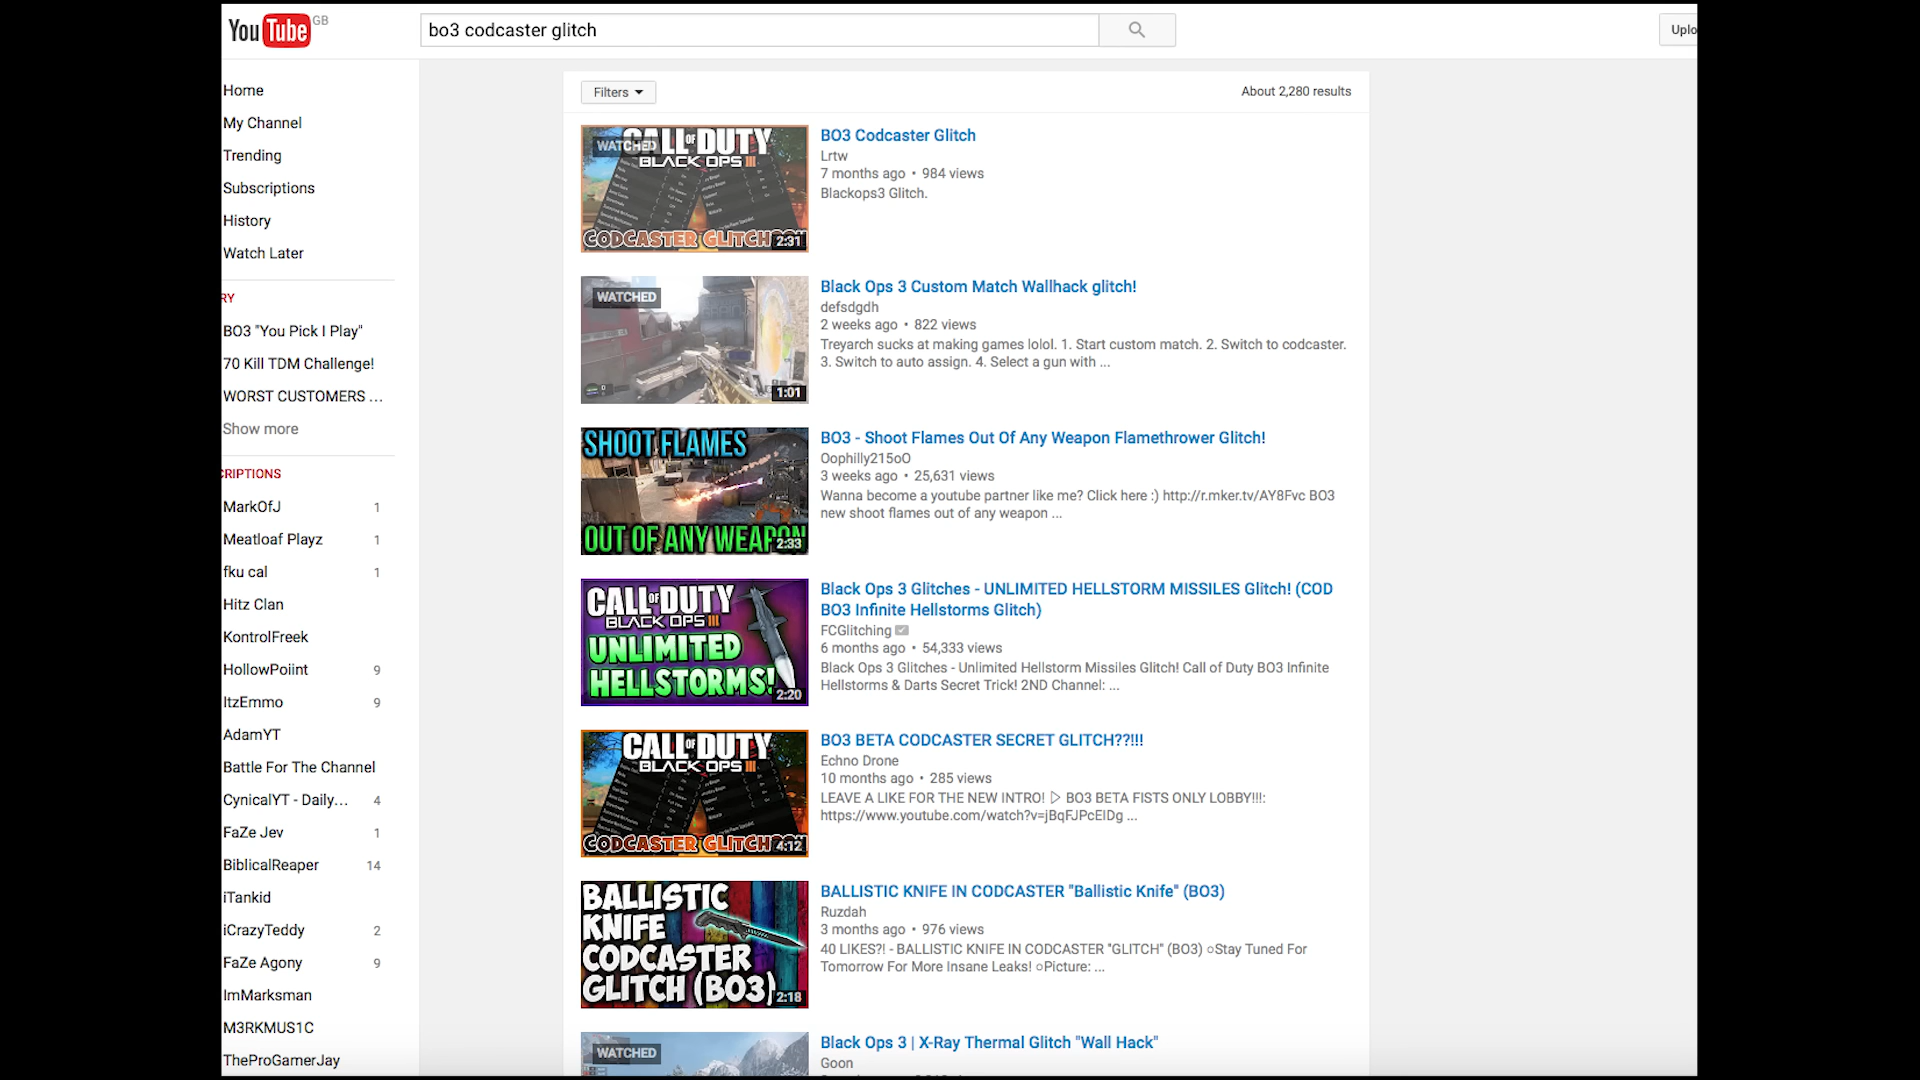 YouTube GB
bo3 codcaster glitch
Uplo
Home
My Channel
Trending
Subscriptions
History
Watch Later
RY
BO3 "You Pick I Play"
70 Kill TDM Challenge!
WORST CUSTOMERS ...
Show more
RIPTIONS
MarkOfJ 1
Meatloaf Playz 1
fku cal 1
Hitz Clan
KontrolFreek
HollowPoiint 9
ItzEmmo 9
AdamYT
Battle For The Channel
CynicalYT - Daily... 4
FaZe Jev 1
BiblicalReaper 14
iTankid
iCrazyTeddy 2
FaZe Agony 9
ImMarksman
M3RKMUS1C
TheProGamerJay
Filters
About 2,280 results
WATCHED
CALL OF DUTY
BLACK OPS III
CODCASTER GLITCH
2:31
BO3 Codcaster Glitch
Lrtw
7 months ago • 984 views
Blackops3 Glitch.
WATCHED
1:01
Black Ops 3 Custom Match Wallhack glitch!
defsdgdh
2 weeks ago • 822 views
Treyarch sucks at making games lolol. 1. Start custom match. 2. Switch to codcaster.
3. Switch to auto assign. 4. Select a gun with ...
SHOOT FLAMES
OUT OF ANY WEAPON
2:33
BO3 - Shoot Flames Out Of Any Weapon Flamethrower Glitch!
Oophilly215oO
3 weeks ago • 25,631 views
Wanna become a youtube partner like me? Click here :) http://r.mker.tv/AY8Fvc BO3
new shoot flames out of any weapon ...
CALL OF DUTY
BLACK OPS III
UNLIMITED
HELLSTORMS!
2:20
Black Ops 3 Glitches - UNLIMITED HELLSTORM MISSILES Glitch! (COD
BO3 Infinite Hellstorms Glitch)
FCGlitching
6 months ago • 54,333 views
Black Ops 3 Glitches - Unlimited Hellstorm Missiles Glitch! Call of Duty BO3 Infinite
Hellstorms & Darts Secret Trick! 2ND Channel: ...
CALL OF DUTY
BLACK OPS III
CODCASTER GLITCH
4:12
BO3 BETA CODCASTER SECRET GLITCH??!!!
Echno Drone
10 months ago • 285 views
LEAVE A LIKE FOR THE NEW INTRO! ▷ BO3 BETA FISTS ONLY LOBBY!!!:
https://www.youtube.com/watch?v=jBqFJPcEIDg ...
BALLISTIC
KNIFE
CODCASTER
GLITCH (BO3)
2:18
BALLISTIC KNIFE IN CODCASTER "Ballistic Knife" (BO3)
Ruzdah
3 months ago • 976 views
40 LIKES?! - BALLISTIC KNIFE IN CODCASTER "GLITCH" (BO3) ○Stay Tuned For
Tomorrow For More Insane Leaks! ○Picture: ...
WATCHED
Black Ops 3 | X-Ray Thermal Glitch "Wall Hack"
Goon